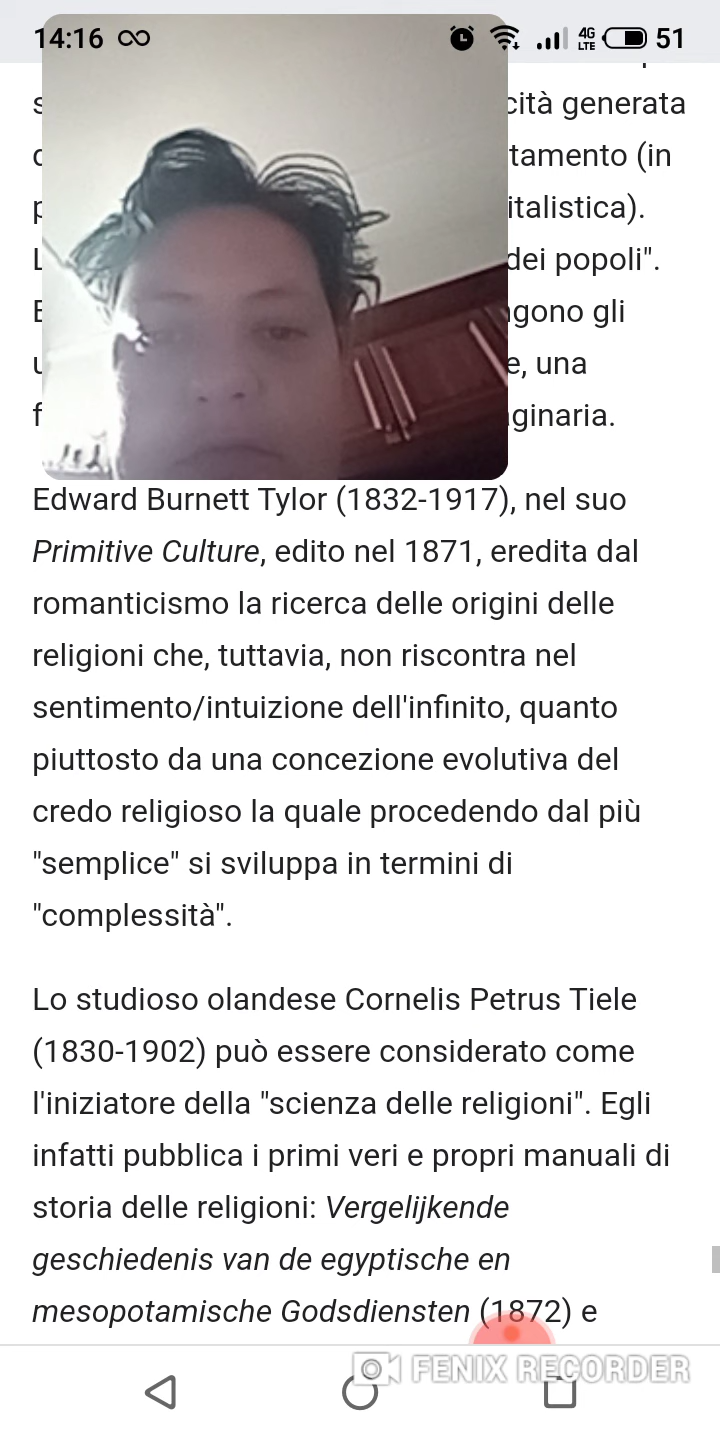 14:16 4G LTE 51
cità generata
tamento (in
italistica).
dei popoli".
gono gli
e, una
ginaria.
Edward Burnett Tylor (1832-1917), nel suo
Primitive Culture, edito nel 1871, eredita dal
romanticismo la ricerca delle origini delle
religioni che, tuttavia, non riscontra nel
sentimento/intuizione dell'infinito, quanto
piuttosto da una concezione evolutiva del
credo religioso la quale procedendo dal più
"semplice" si sviluppa in termini di
"complessità".
Lo studioso olandese Cornelis Petrus Tiele
(1830-1902) può essere considerato come
l'iniziatore della "scienza delle religioni". Egli
infatti pubblica i primi veri e propri manuali di
storia delle religioni: Vergelijkende
geschiedenis van de egyptische en
mesopotamische Godsdiensten (1872) e
FENIX RECORDER